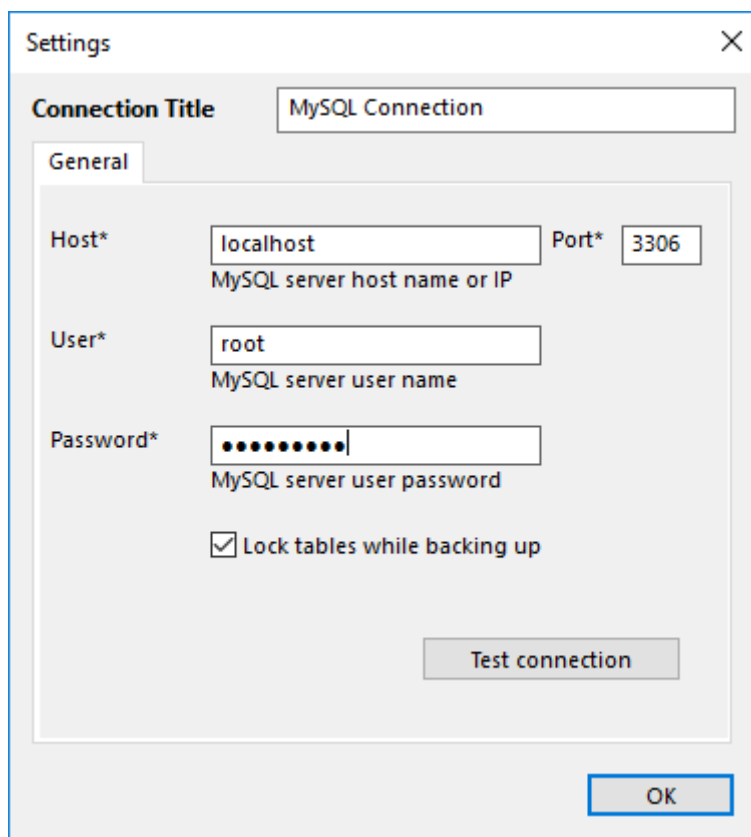 Settings
Connection Title MySQL Connection
General
Host* localhost Port* 3306
MySQL server host name or IP
User* root
MySQL server user name
Password* ●●●●●●●●●
MySQL server user password
Lock tables while backing up
Test connection
OK